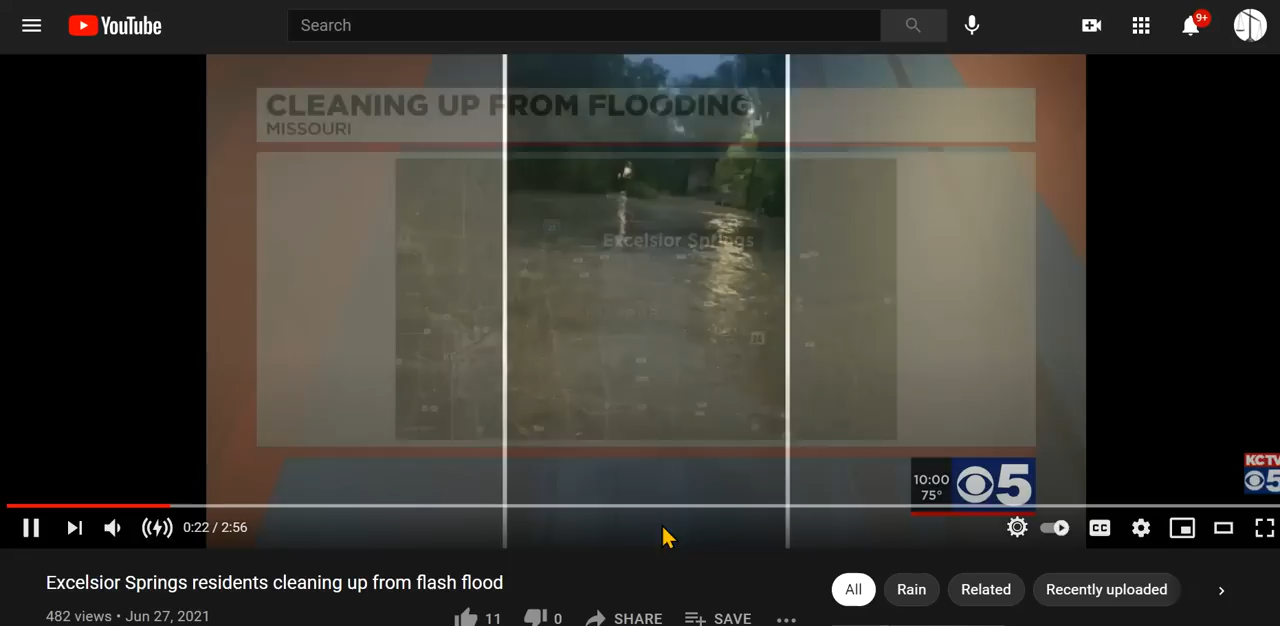 YouTube
Search
9+
CLEANING UP FROM FLOODING
MISSOURI
Excelsior Springs
10:00
75°
5
KCTV
5
0:22 / 2:56
CC
Excelsior Springs residents cleaning up from flash flood
All
Rain
Related
Recently uploaded
482 views • Jun 27, 2021
11
0
SHARE
SAVE